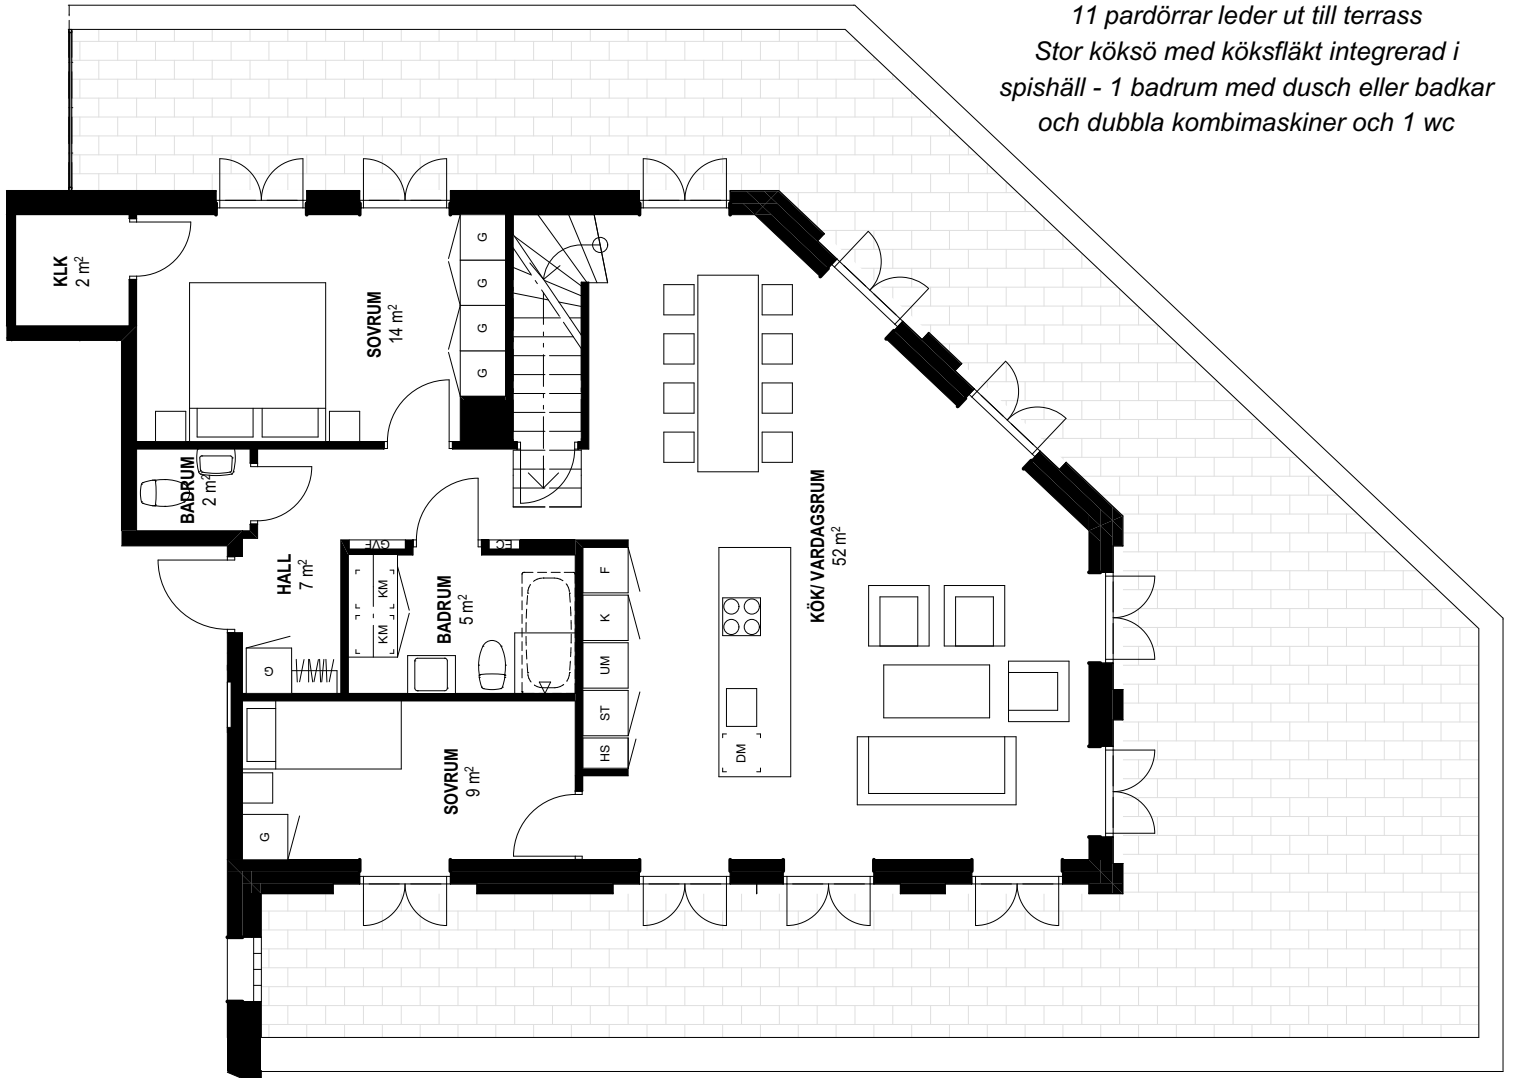 11 pardörrar leder ut till terrass
Stor köksö med köksfläkt integrerad i
spishäll - 1 badrum med dusch eller badkar
och dubbla kombimaskiner och 1 wc
KLK
2 m²
SOVRUM
14 m²
G
G
G
G
BADRUM
2 m²
HALL
7 m²
GVF
EC
KM
KM
BADRUM
5 m²
G
F
K
UM
ST
HS
KÖK/ VARDAGSRUM
52 m²
DM
SOVRUM
9 m²
G